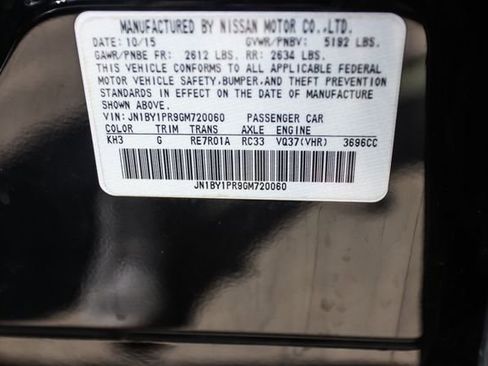 MANUFACTURED BY NISSAN MOTOR CO.,LTD.
DATE: 10/15 GVWR/PNBV: 5192 LBS.
GAWR/PNBE FR: 2612 LBS. RR: 2634 LBS.
THIS VEHICLE CONFORMS TO ALL APPLICABLE FEDERAL
MOTOR VEHICLE SAFETY,BUMPER,AND THEFT PREVENTION
STANDARDS IN EFFECT ON THE DATE OF MANUFACTURE
SHOWN ABOVE.
VIN: JN1BY1PR9GM720060 PASSENGER CAR
COLOR TRIM TRANS AXLE ENGINE
KH3 G RE7R01A RC33 VQ37(VHR) 3696CC
JN1BY1PR9GM720060